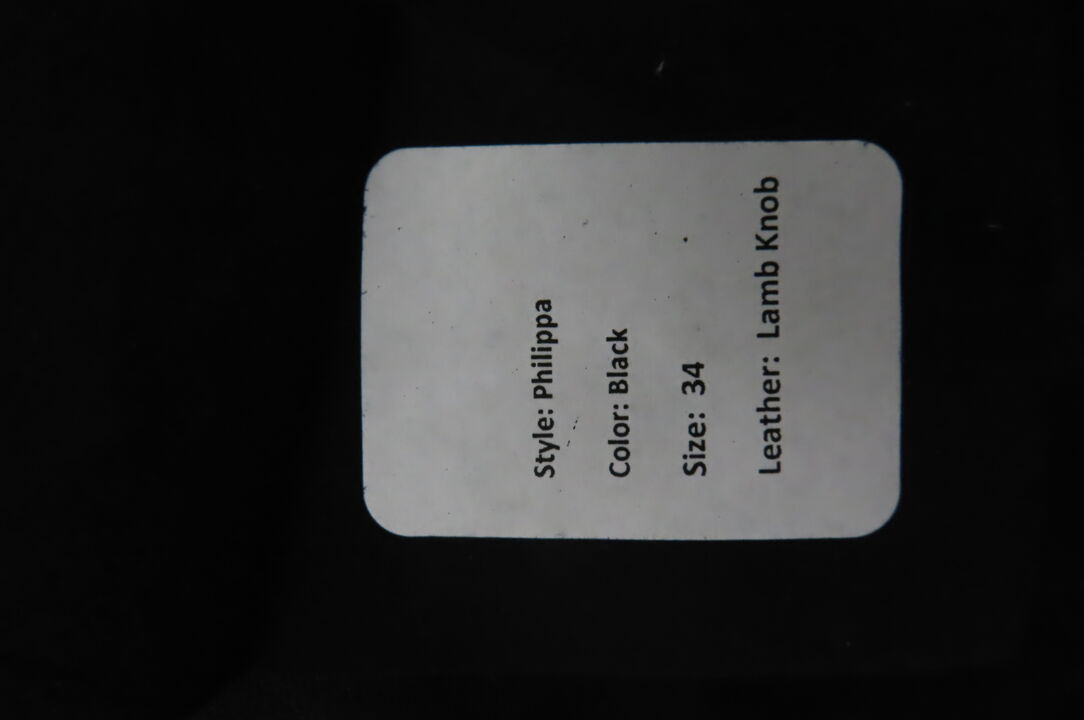 Style: Philippa
Color: Black
Size: 34
Leather: Lamb Knob